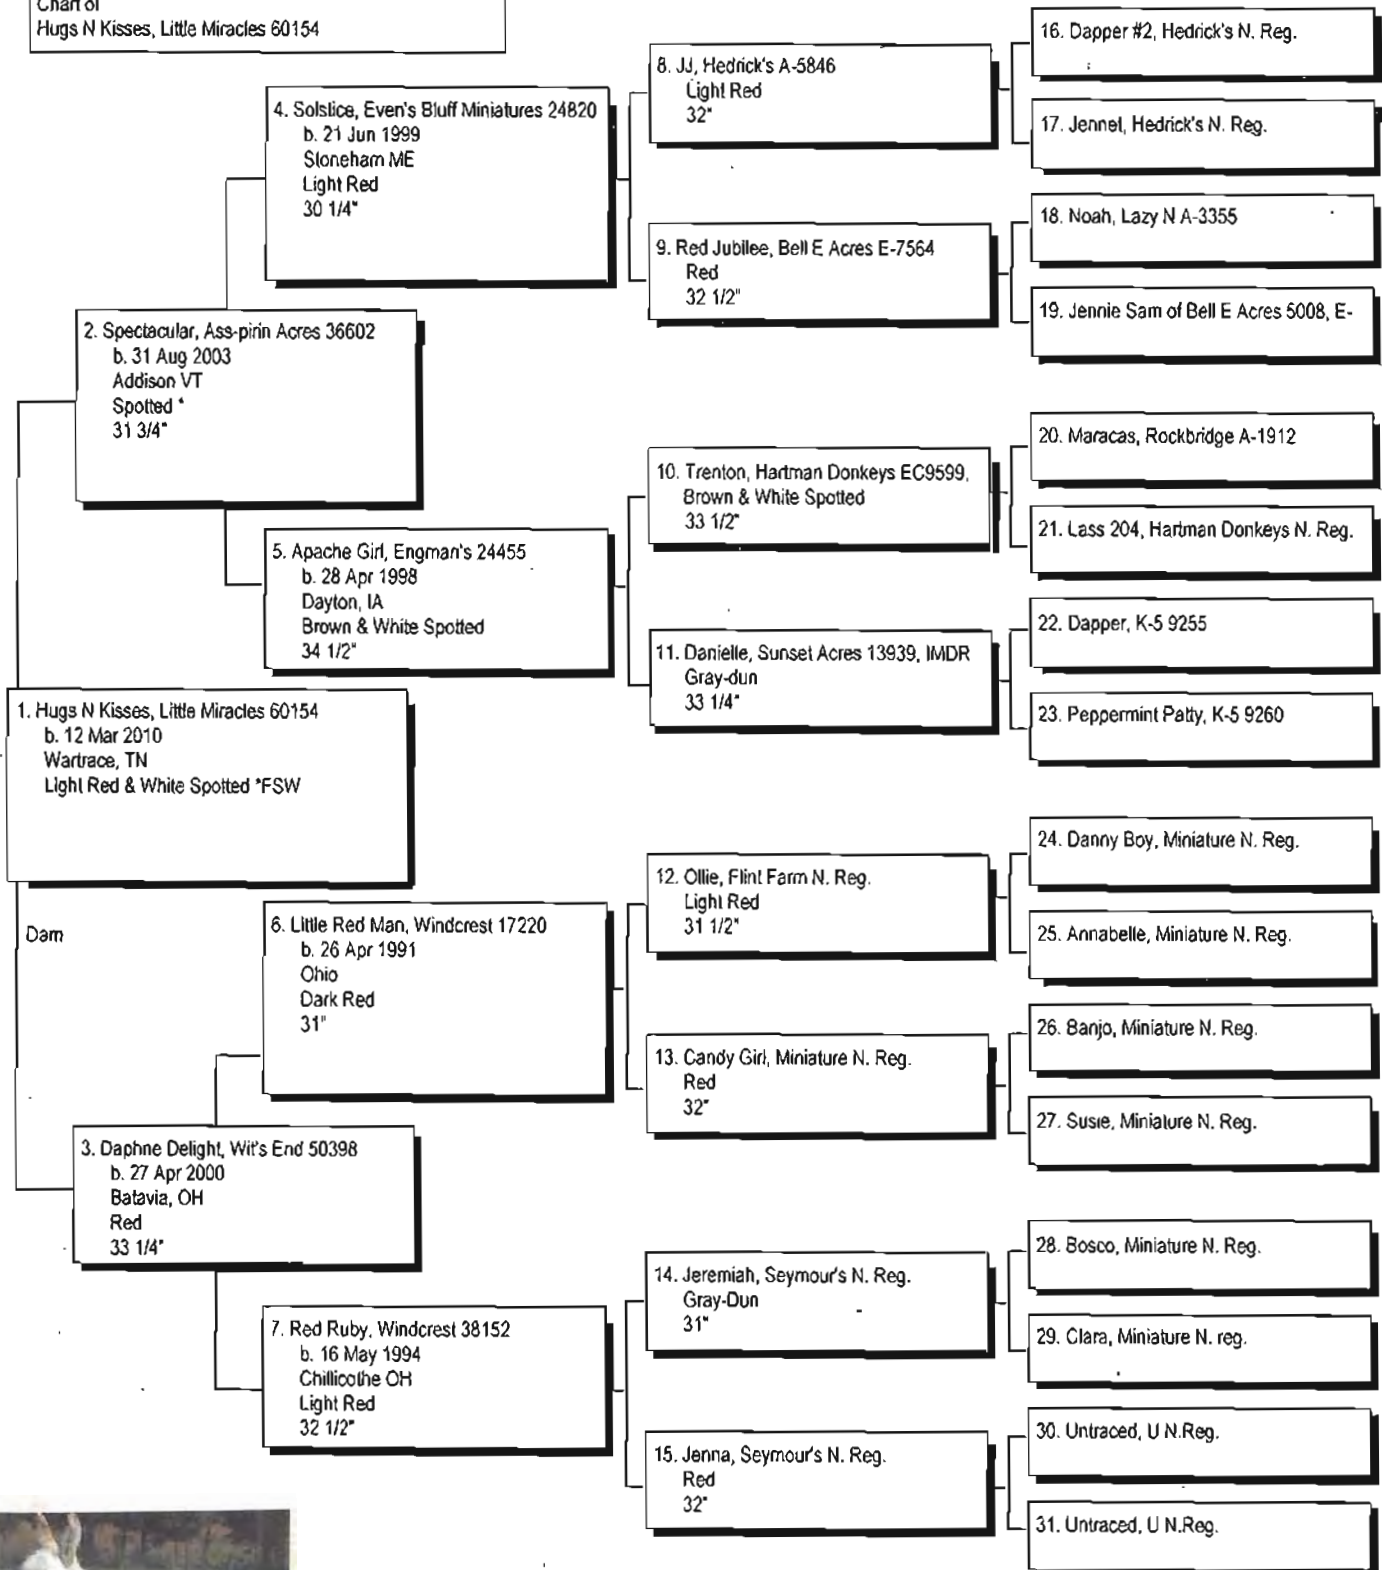 Chart of
Hugs N Kisses, Little Miracles 60154
1. Hugs N Kisses, Little Miracles 60154
b. 12 Mar 2010
Wartrace, TN
Light Red & White Spotted *FSW
Dam
2. Spectacular, Ass-pirin Acres 36602
b. 31 Aug 2003
Addison VT
Spotted *
31 3/4"
3. Daphne Delight, Wit's End 50398
b. 27 Apr 2000
Batavia, OH
Red
33 1/4"
4. Solstice, Even's Bluff Miniatures 24820
b. 21 Jun 1999
Stoneham ME
Light Red
30 1/4"
5. Apache Girl, Engman's 24455
b. 28 Apr 1998
Dayton, IA
Brown & White Spotted
34 1/2"
6. Little Red Man, Windcrest 17220
b. 26 Apr 1991
Ohio
Dark Red
31"
7. Red Ruby, Windcrest 38152
b. 16 May 1994
Chillicothe OH
Light Red
32 1/2"
8. JJ, Hedrick's A-5846
Light Red
32"
9. Red Jubilee, Bell E Acres E-7564
Red
32 1/2"
10. Trenton, Hartman Donkeys EC9599,
Brown & White Spotted
33 1/2"
11. Danielle, Sunset Acres 13939, IMDR
Gray-dun
33 1/4"
12. Ollie, Flint Farm N. Reg.
Light Red
31 1/2"
13. Candy Girl, Miniature N. Reg.
Red
32"
14. Jeremiah, Seymour's N. Reg.
Gray-Dun
31"
15. Jenna, Seymour's N. Reg.
Red
32"
16. Dapper #2, Hedrick's N. Reg.
17. Jennet, Hedrick's N. Reg.
18. Noah, Lazy N A-3355
19. Jennie Sam of Bell E Acres 5008, E-
20. Maracas, Rockbridge A-1912
21. Lass 204, Hartman Donkeys N. Reg.
22. Dapper, K-5 9255
23. Peppermint Patty, K-5 9260
24. Danny Boy, Miniature N. Reg.
25. Annabelle, Miniature N. Reg.
26. Banjo, Miniature N. Reg.
27. Susie, Miniature N. Reg.
28. Bosco, Miniature N. Reg.
29. Clara, Miniature N. reg.
30. Untraced, U N.Reg.
31. Untraced, U N.Reg.